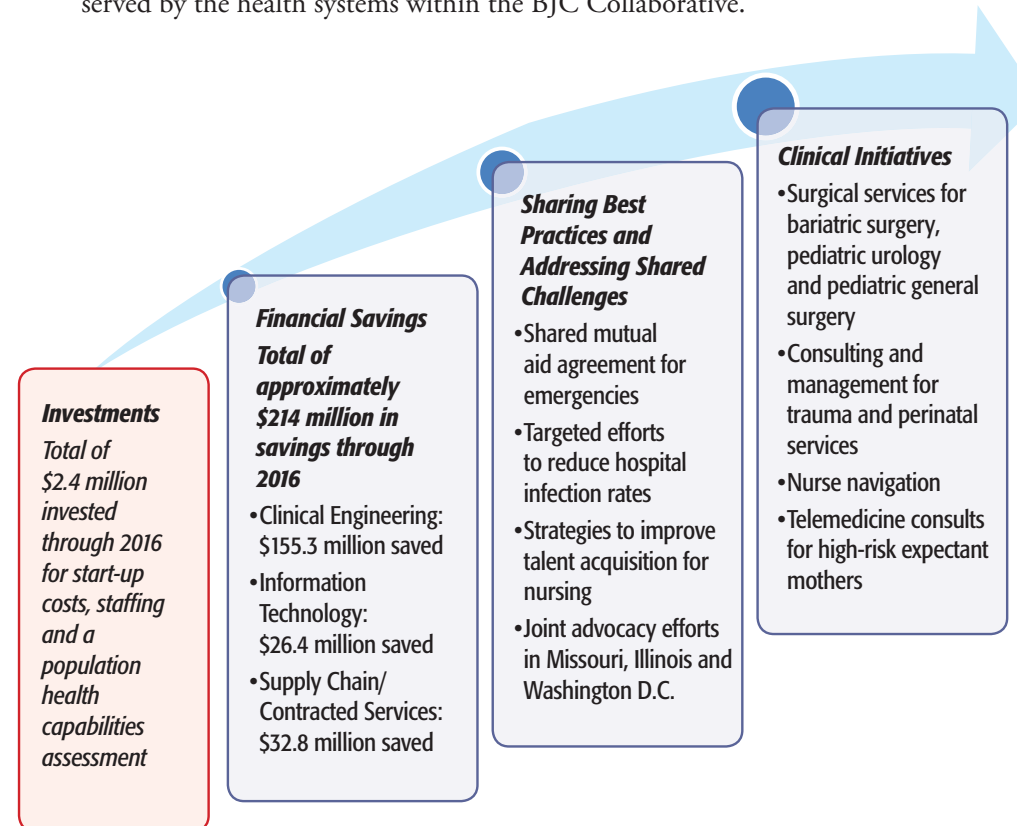 served by the health systems within the BJC Collaborative.
Investments
Total of
$2.4 million
invested
through 2016
for start-up
costs, staffing
and a
population
health
capabilities
assessment
Financial Savings
Total of
approximately
$214 million in
savings through
2016
•Clinical Engineering:
$155.3 million saved
•Information
Technology:
$26.4 million saved
•Supply Chain/
Contracted Services:
$32.8 million saved
Sharing Best
Practices and
Addressing Shared
Challenges
•Shared mutual
aid agreement for
emergencies
•Targeted efforts
to reduce hospital
infection rates
•Strategies to improve
talent acquisition for
nursing
•Joint advocacy efforts
in Missouri, Illinois and
Washington D.C.
Clinical Initiatives
•Surgical services for
bariatric surgery,
pediatric urology
and pediatric general
surgery
•Consulting and
management for
trauma and perinatal
services
•Nurse navigation
•Telemedicine consults
for high-risk expectant
mothers